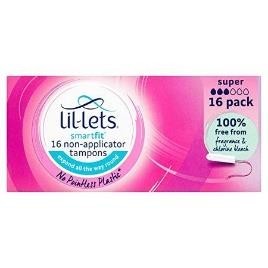 super
16 pack
lil-lets
smartfit
16 non-applicator
tampons
expand all the way round
No Pointless Plastic*
100%
free from
fragrance &
chlorine bleach